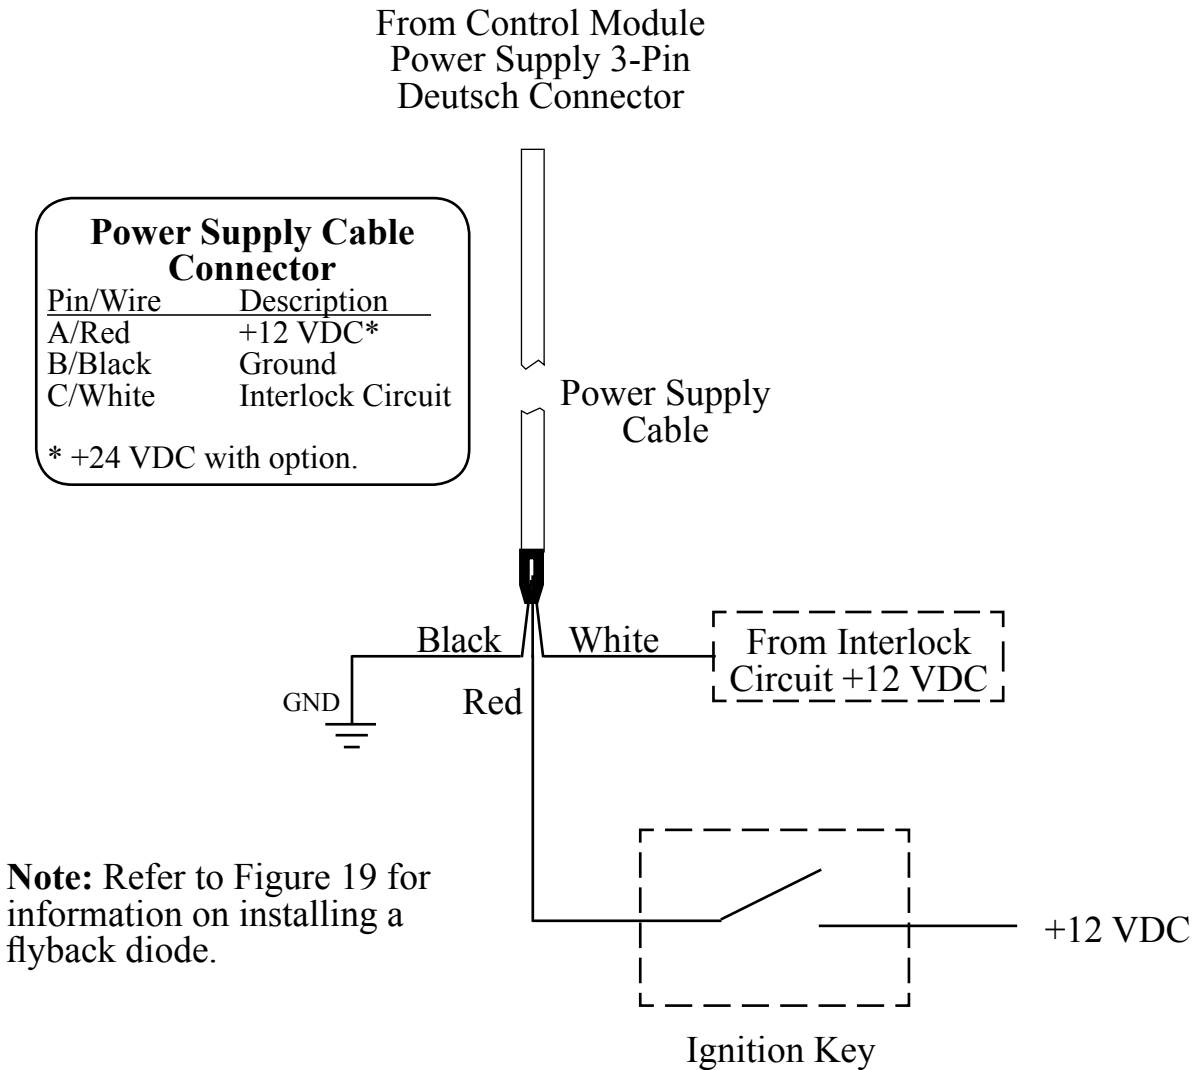 From Control Module
Power Supply 3-Pin
Deutsch Connector
Power Supply Cable
Connector
Pin/Wire Description
A/Red +12 VDC*
B/Black Ground
C/White Interlock Circuit
* +24 VDC with option.
Power Supply
Cable
Black
White
From Interlock
Circuit +12 VDC
GND
Red
Note: Refer to Figure 19 for
information on installing a
flyback diode.
+12 VDC
Ignition Key